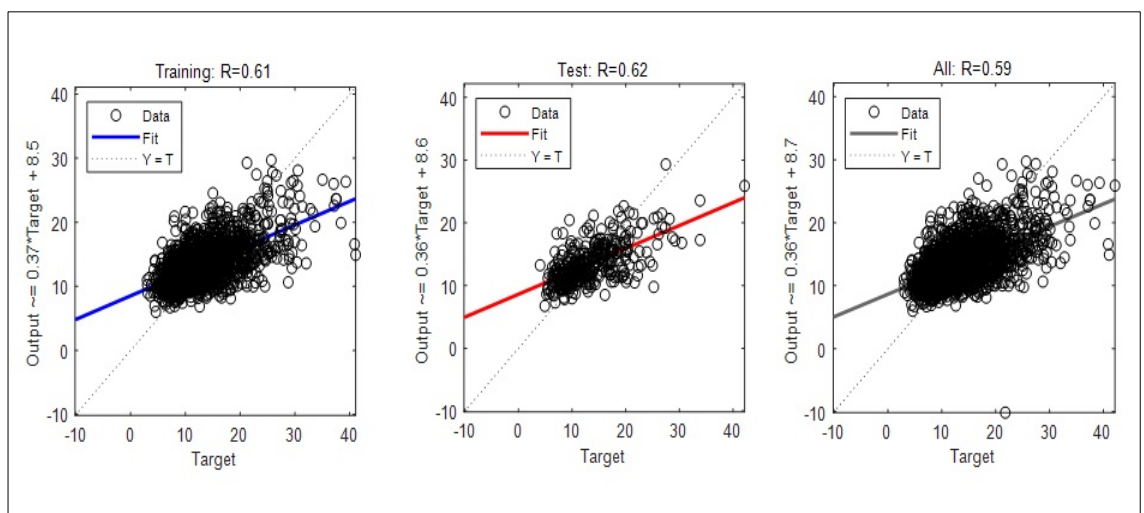 Training: R=0.61
Output ~= 0.37*Target + 8.5
40
30
20
10
0
-10
Data
Fit
Y = T
-10 0 10 20 30 40
Target
Test: R=0.62
Output ~= 0.36*Target + 8.6
40
30
20
10
0
-10
Data
Fit
Y = T
-10 0 10 20 30 40
Target
All: R=0.59
Output ~= 0.36*Target + 8.7
40
30
20
10
0
-10
Data
Fit
Y = T
-10 0 10 20 30 40
Target